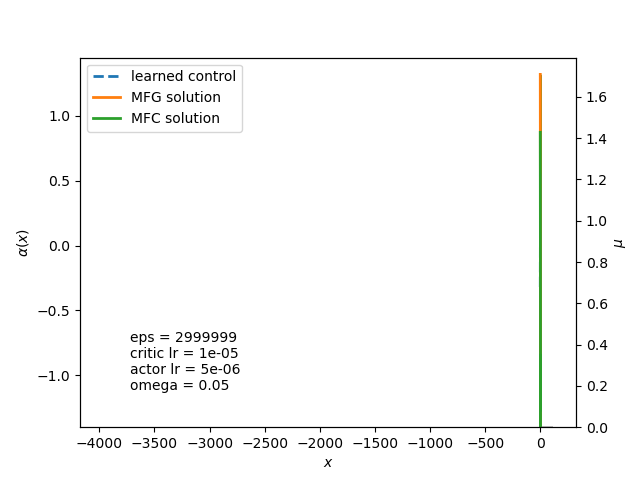 learned control
MFG solution
MFC solution
1.0
0.5
0.0
−0.5
−1.0
α(x)
1.6
1.4
1.2
1.0
0.8
0.6
0.4
0.2
0.0
μ
eps = 2999999
critic lr = 1e-05
actor lr = 5e-06
omega = 0.05
−4000 −3500 −3000 −2500 −2000 −1500 −1000 −500 0
x